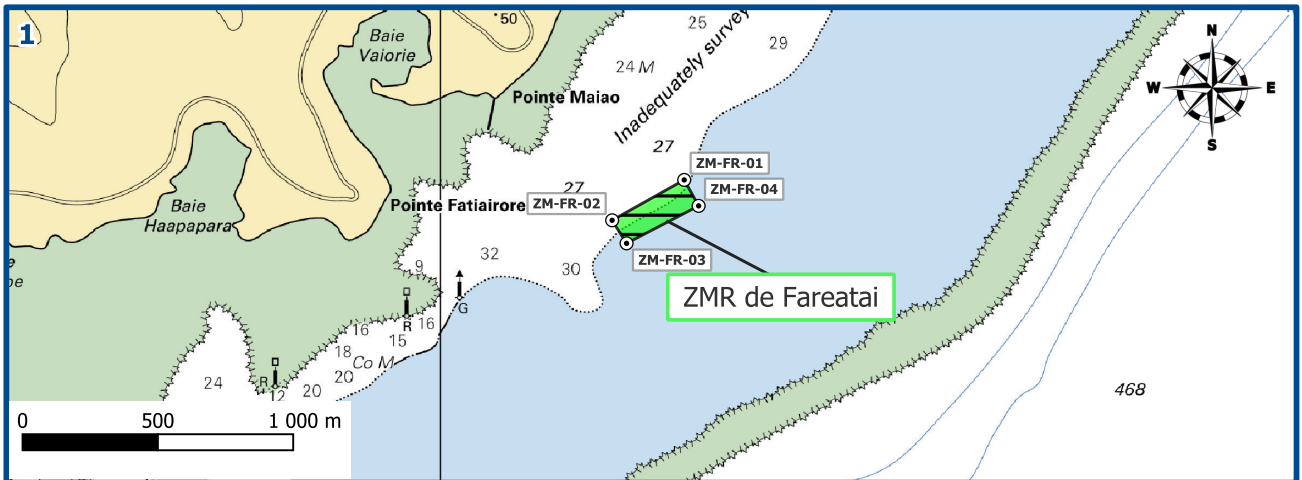 1
50
25
29
Baie
Vaiorie
24 M
Inadequately survey
N
W
E
S
Pointe Maiao
27
ZM-FR-01
27
ZM-FR-04
ZM-FR-02
Pointe Fatiairore
Baie
Haapapara
ZM-FR-03
32
30
9
e
pe
ZMR de Fareatai
G
R
16
16
15
18
Co M
20
20
R
12
24
468
0
500
1 000 m